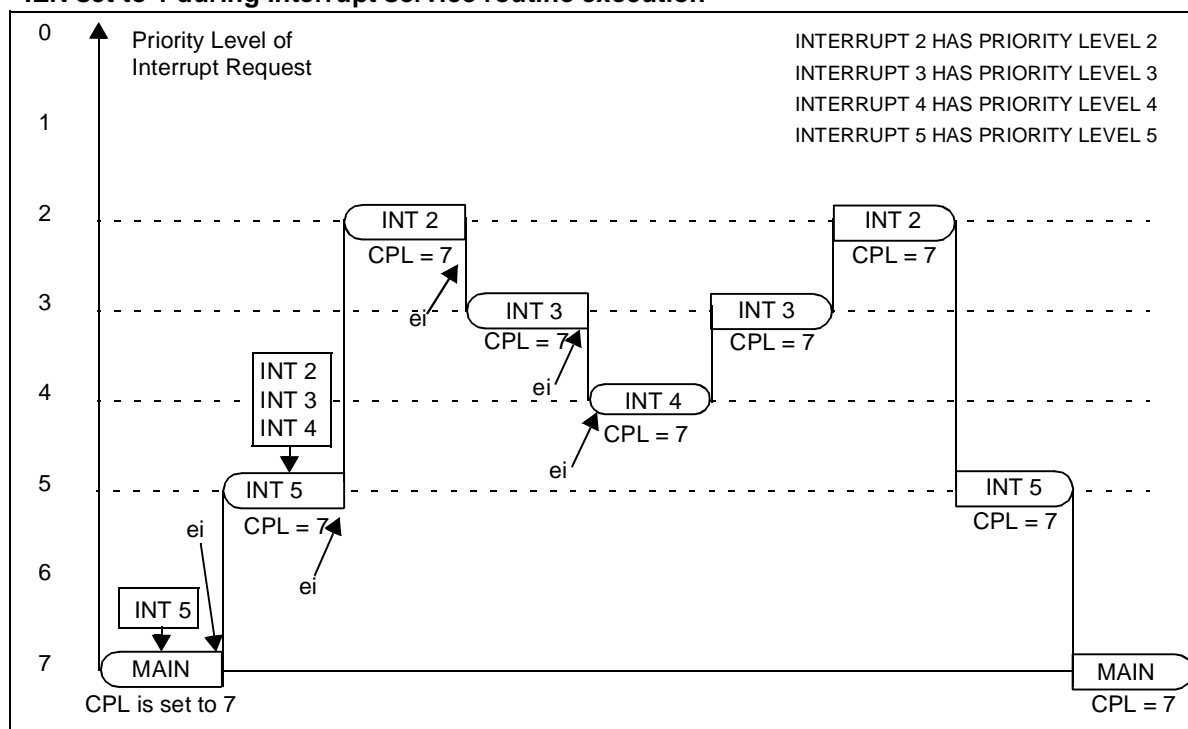 IEN set to 1 during interrupt service routine execution
0
Priority Level of
Interrupt Request
INTERRUPT 2 HAS PRIORITY LEVEL 2
INTERRUPT 3 HAS PRIORITY LEVEL 3
INTERRUPT 4 HAS PRIORITY LEVEL 4
INTERRUPT 5 HAS PRIORITY LEVEL 5
1
2
INT 2
CPL = 7
INT 2
CPL = 7
3
ei
INT 3
CPL = 7
INT 3
CPL = 7
INT 2
INT 3
INT 4
4
ei
INT 4
CPL = 7
ei
5
INT 5
CPL = 7
INT 5
CPL = 7
ei
ei
6
INT 5
7
MAIN
CPL is set to 7
MAIN
CPL = 7